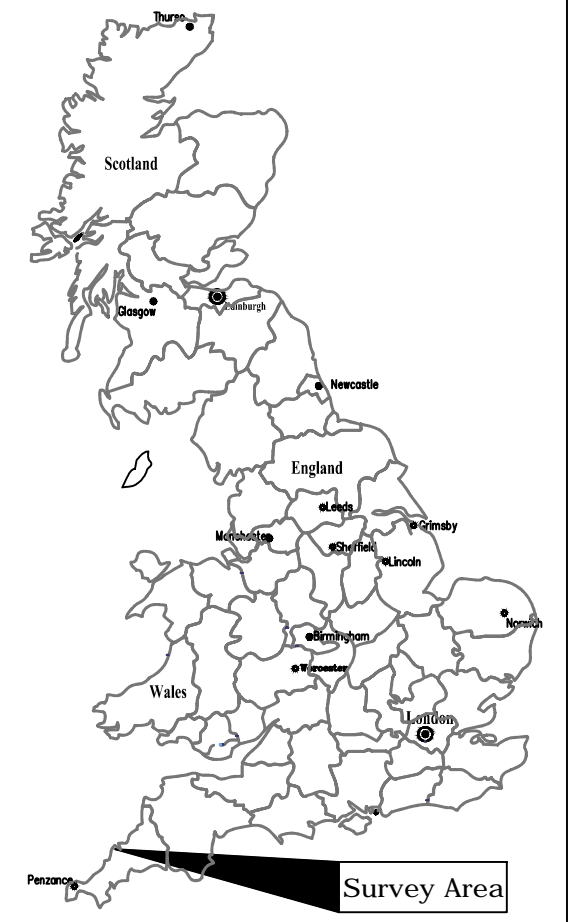 Thurso
Scotland
Edinburgh
Glasgow
Newcastle
England
Leeds
Grimsby
Manchester
Sheffield
Lincoln
Norwich
Birmingham
Worcester
Wales
London
Penzance
Survey Area